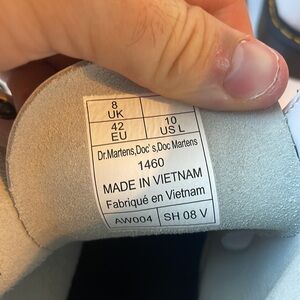 8
UK
42
EU
10
US L
Dr.Martens,Doc's,Doc Martens
1460
MADE IN VIETNAM
Fabriqué en Vietnam
AW004
SH 08 V